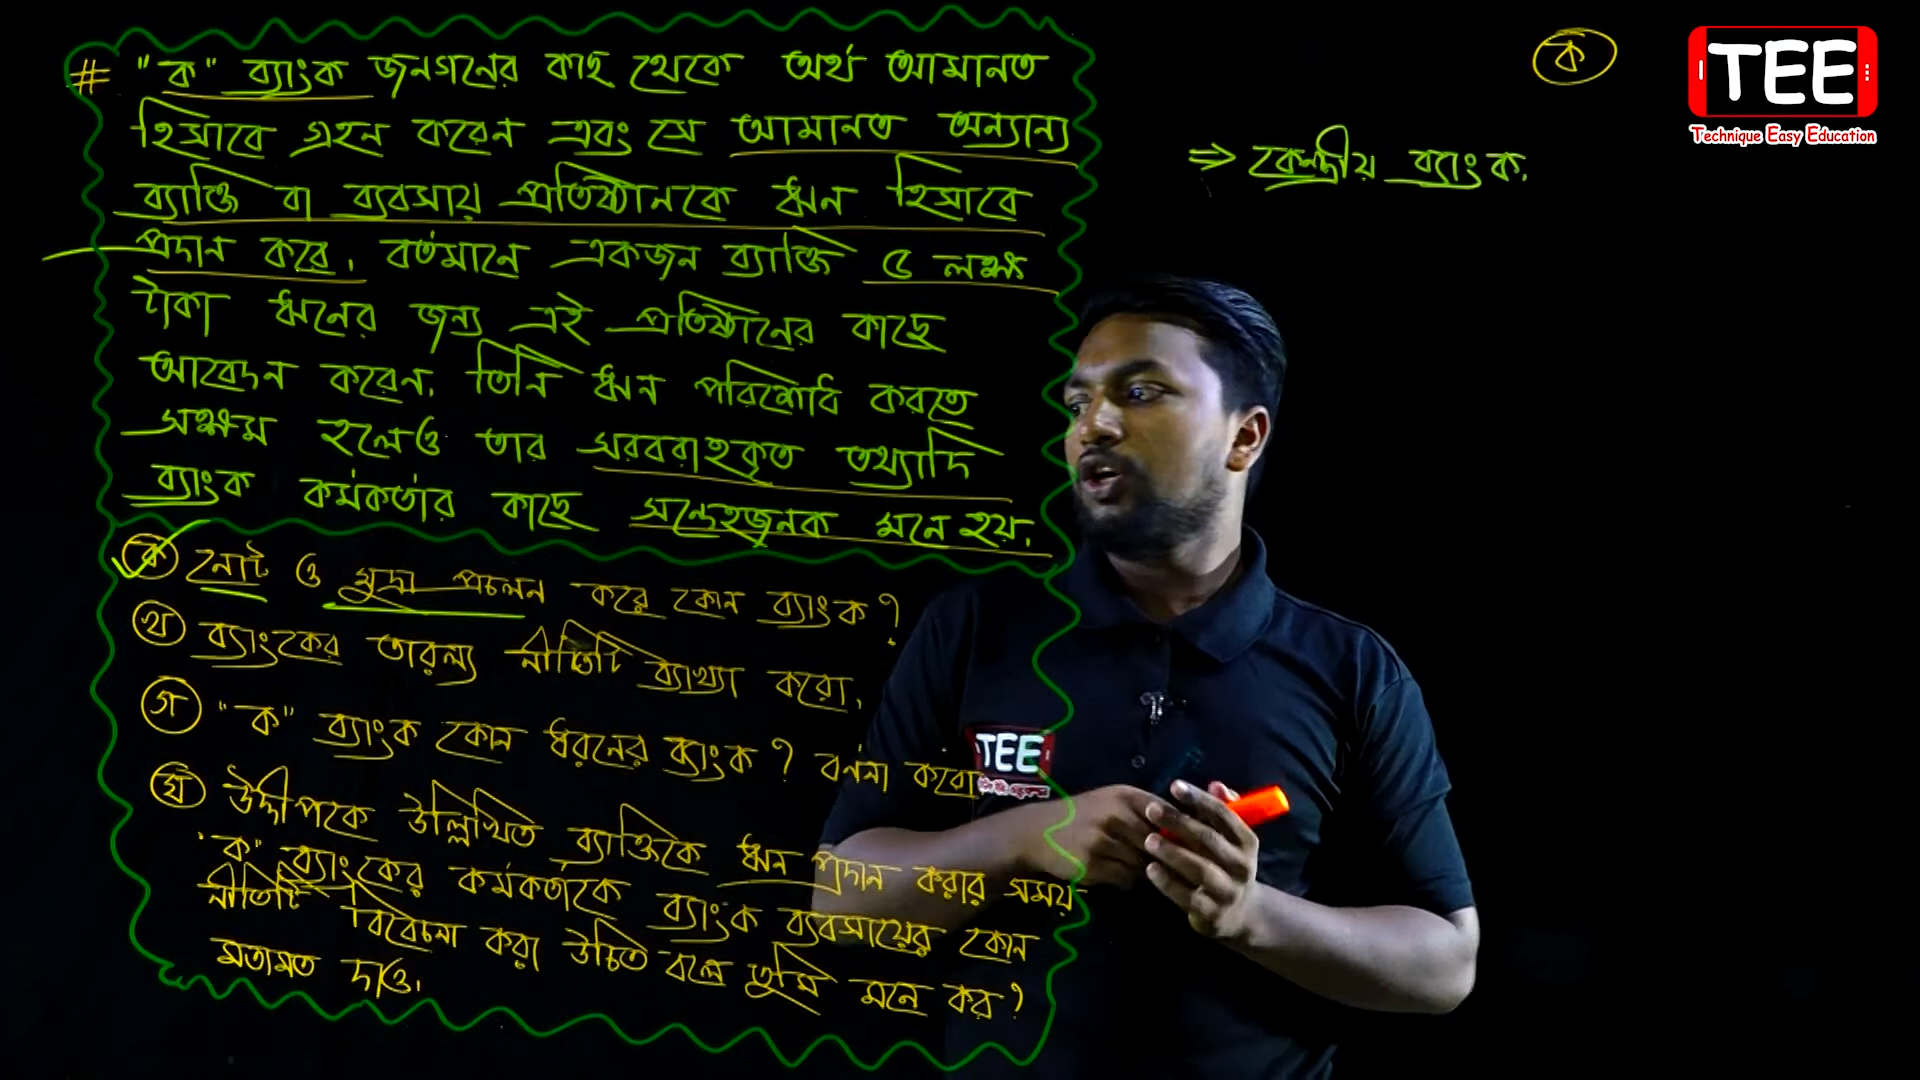 # "ক" ব্যাংক জনগনের কাছ থেকে অর্থ আমানত
হিসাবে গ্রহন করেন এবং সে আমানত অন্যান্য
ব্যাক্তি বা ব্যবসায় প্রতিষ্ঠানকে ঋন হিসাবে
প্রদান করে। বর্তমানে একজন ব্যাক্তি ৫ লক্ষ
টাকা ঋনের জন্য এই প্রতিষ্ঠানের কাছে
আবেদন করেন। তিনি ঋন পরিশোধ করতে
সক্ষম হলেও তার সরবরাহকৃত তথ্যাদি
ব্যাংক কর্মকর্তার কাছে সন্দেহজনক মনে হয়।
ক নোট ও মুদ্রা প্রচলন করে কোন ব্যাংক?
খ ব্যাংকের তারল্য নীতিটি ব্যাখ্যা করো।
গ "ক" ব্যাংক কোন ধরনের ব্যাংক? বর্ণনা করো
ঘ উদ্দীপকে উল্লিখিত ব্যাক্তিকে ঋন প্রদান করার সময়
"ক" ব্যাংকের কর্মকর্তাকে ব্যাংক ব্যবসায়ের কোন
নীতিটি বিবেচনা করা উচিত বলে তুমি মনে কর?
মতামত দাও।
ক
⇒ কেন্দ্রীয় ব্যাংক।
TEE
Technique Easy Education
TEE